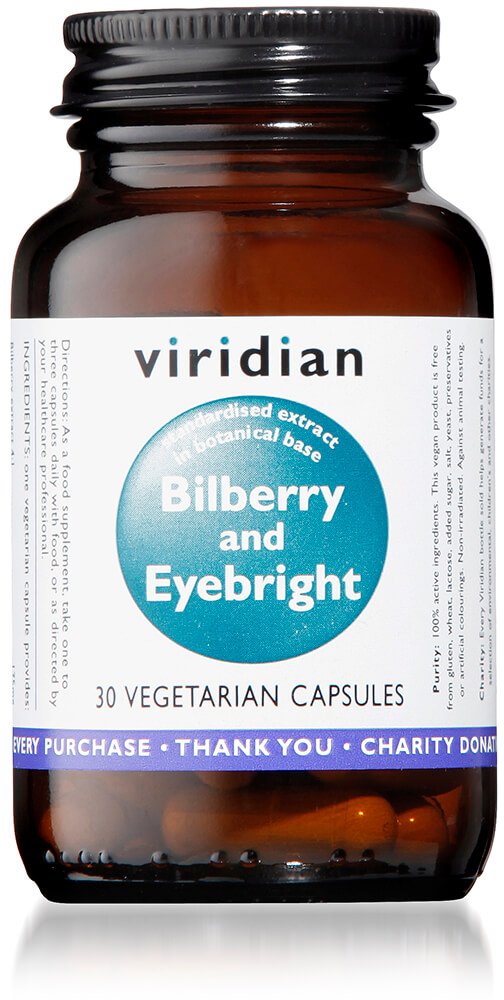 viridian
standardised extract
in botanical base
Bilberry
and
Eyebright
30 VEGETARIAN CAPSULES
EVERY PURCHASE • THANK YOU • CHARITY DONATI
Directions: As a food supplement, take one to
three capsules daily with food, or as directed by
your healthcare professional.
INGREDIENTS: one vegetarian capsule provides:
Purity: 100% active ingredients. This vegan product is free
from gluten, wheat, lactose, added sugar, salt, yeast, preservatives
or artificial colourings. Non-irradiated. Against animal testing.
Charity: Every Viridian bottle sold helps generate funds for a
selection of environmental, children's and other charities.